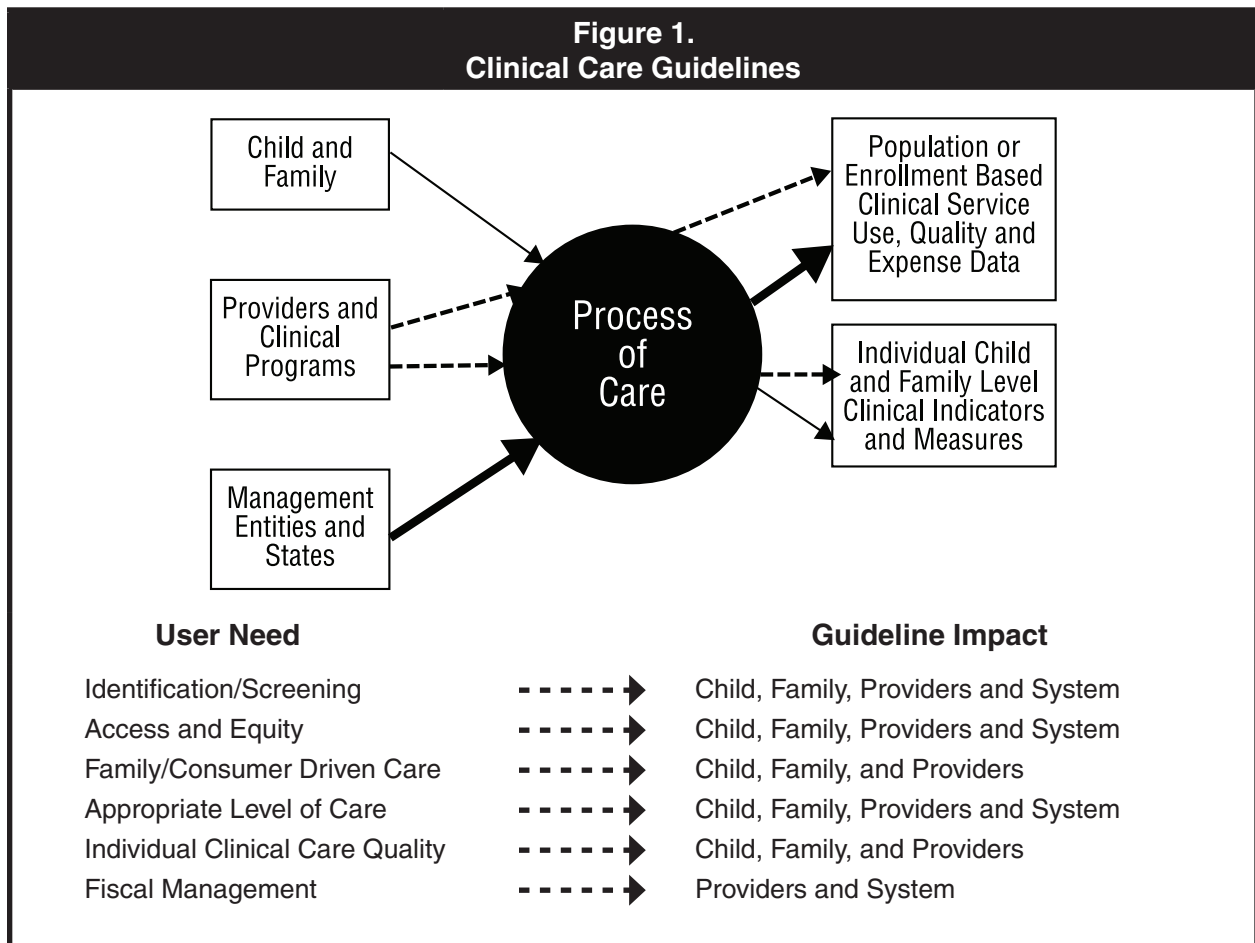 Figure 1.
Clinical Care Guidelines
Child and
Family
Providers and
Clinical
Programs
Management
Entities and
States
Process
of
Care
Population or
Enrollment Based
Clinical Service
Use, Quality and
Expense Data
Individual Child
and Family Level
Clinical Indicators
and Measures
User Need
Guideline Impact
Identification/Screening
Child, Family, Providers and System
Access and Equity
Child, Family, Providers and System
Family/Consumer Driven Care
Child, Family, and Providers
Appropriate Level of Care
Child, Family, Providers and System
Individual Clinical Care Quality
Child, Family, and Providers
Fiscal Management
Providers and System